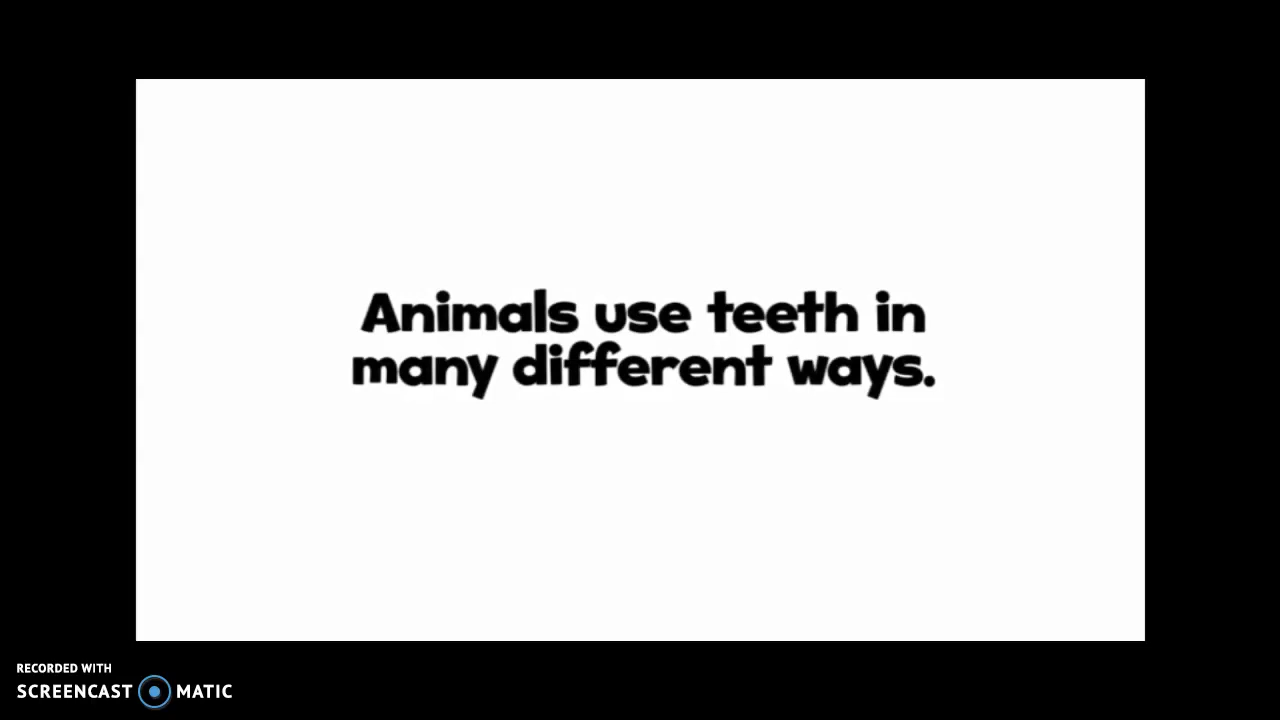 Animals use teeth in
many different ways.
RECORDED WITH
SCREENCAST MATIC